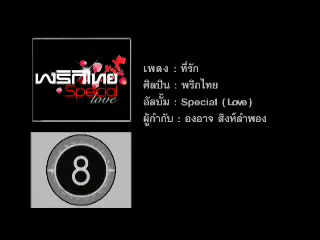 พริกไทย
Special
love
เพลง : ที่รัก
ศิลปิน : พริกไทย
อัลบั้ม : Special (Love)
ผู้กำกับ : องอาจ สิงห์ลำพอง
8